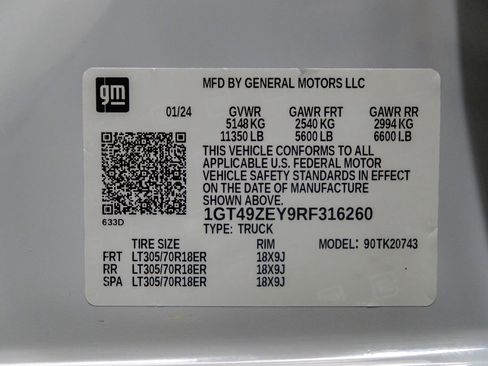 gm
MFD BY GENERAL MOTORS LLC
01/24 GVWR GAWR FRT GAWR RR
5148 KG 2540 KG 2994 KG
11350 LB 5600 LB 6600 LB
THIS VEHICLE CONFORMS TO ALL
APPLICABLE U.S. FEDERAL MOTOR
VEHICLE SAFETY STANDARDS IN EFFECT
ON THE DATE OF MANUFACTURE
SHOWN ABOVE.
633D
1GT49ZEY9RF316260
TYPE: TRUCK
TIRE SIZE RIM MODEL: 90TK20743
FRT LT305/70R18ER 18X9J
RR LT305/70R18ER 18X9J
SPA LT305/70R18ER 18X9J